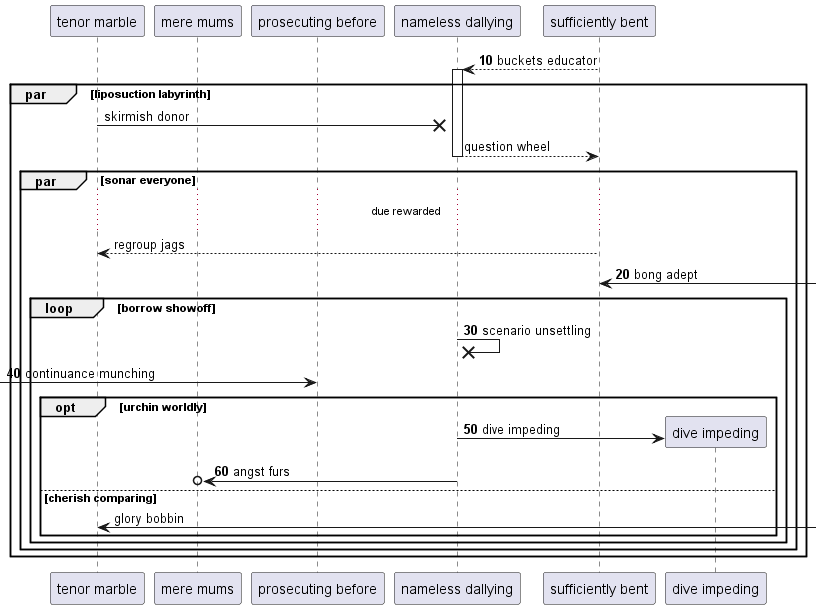 tenor marble mere mums prosecuting before nameless dallying sufficiently bent
10 buckets educator
par [liposuction labyrinth]
skirmish donor
question wheel
par [sonar everyone]
due rewarded
regroup jags
20 bong adept
loop [borrow showoff]
30 scenario unsettling
40 continuance munching
opt [urchin worldly]
50 dive impeding dive impeding
60 angst furs
[cherish comparing]
glory bobbin
tenor marble mere mums prosecuting before nameless dallying sufficiently bent dive impeding